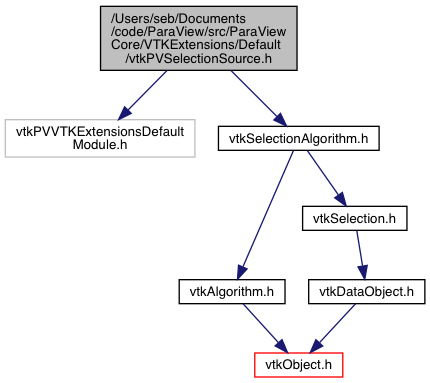 /Users/seb/Documents
/code/ParaView/src/ParaView
Core/VTKExtensions/Default
/vtkPVSelectionSource.h
vtkPVVTKExtensionsDefault
Module.h
vtkSelectionAlgorithm.h
vtkSelection.h
vtkAlgorithm.h
vtkDataObject.h
vtkObject.h